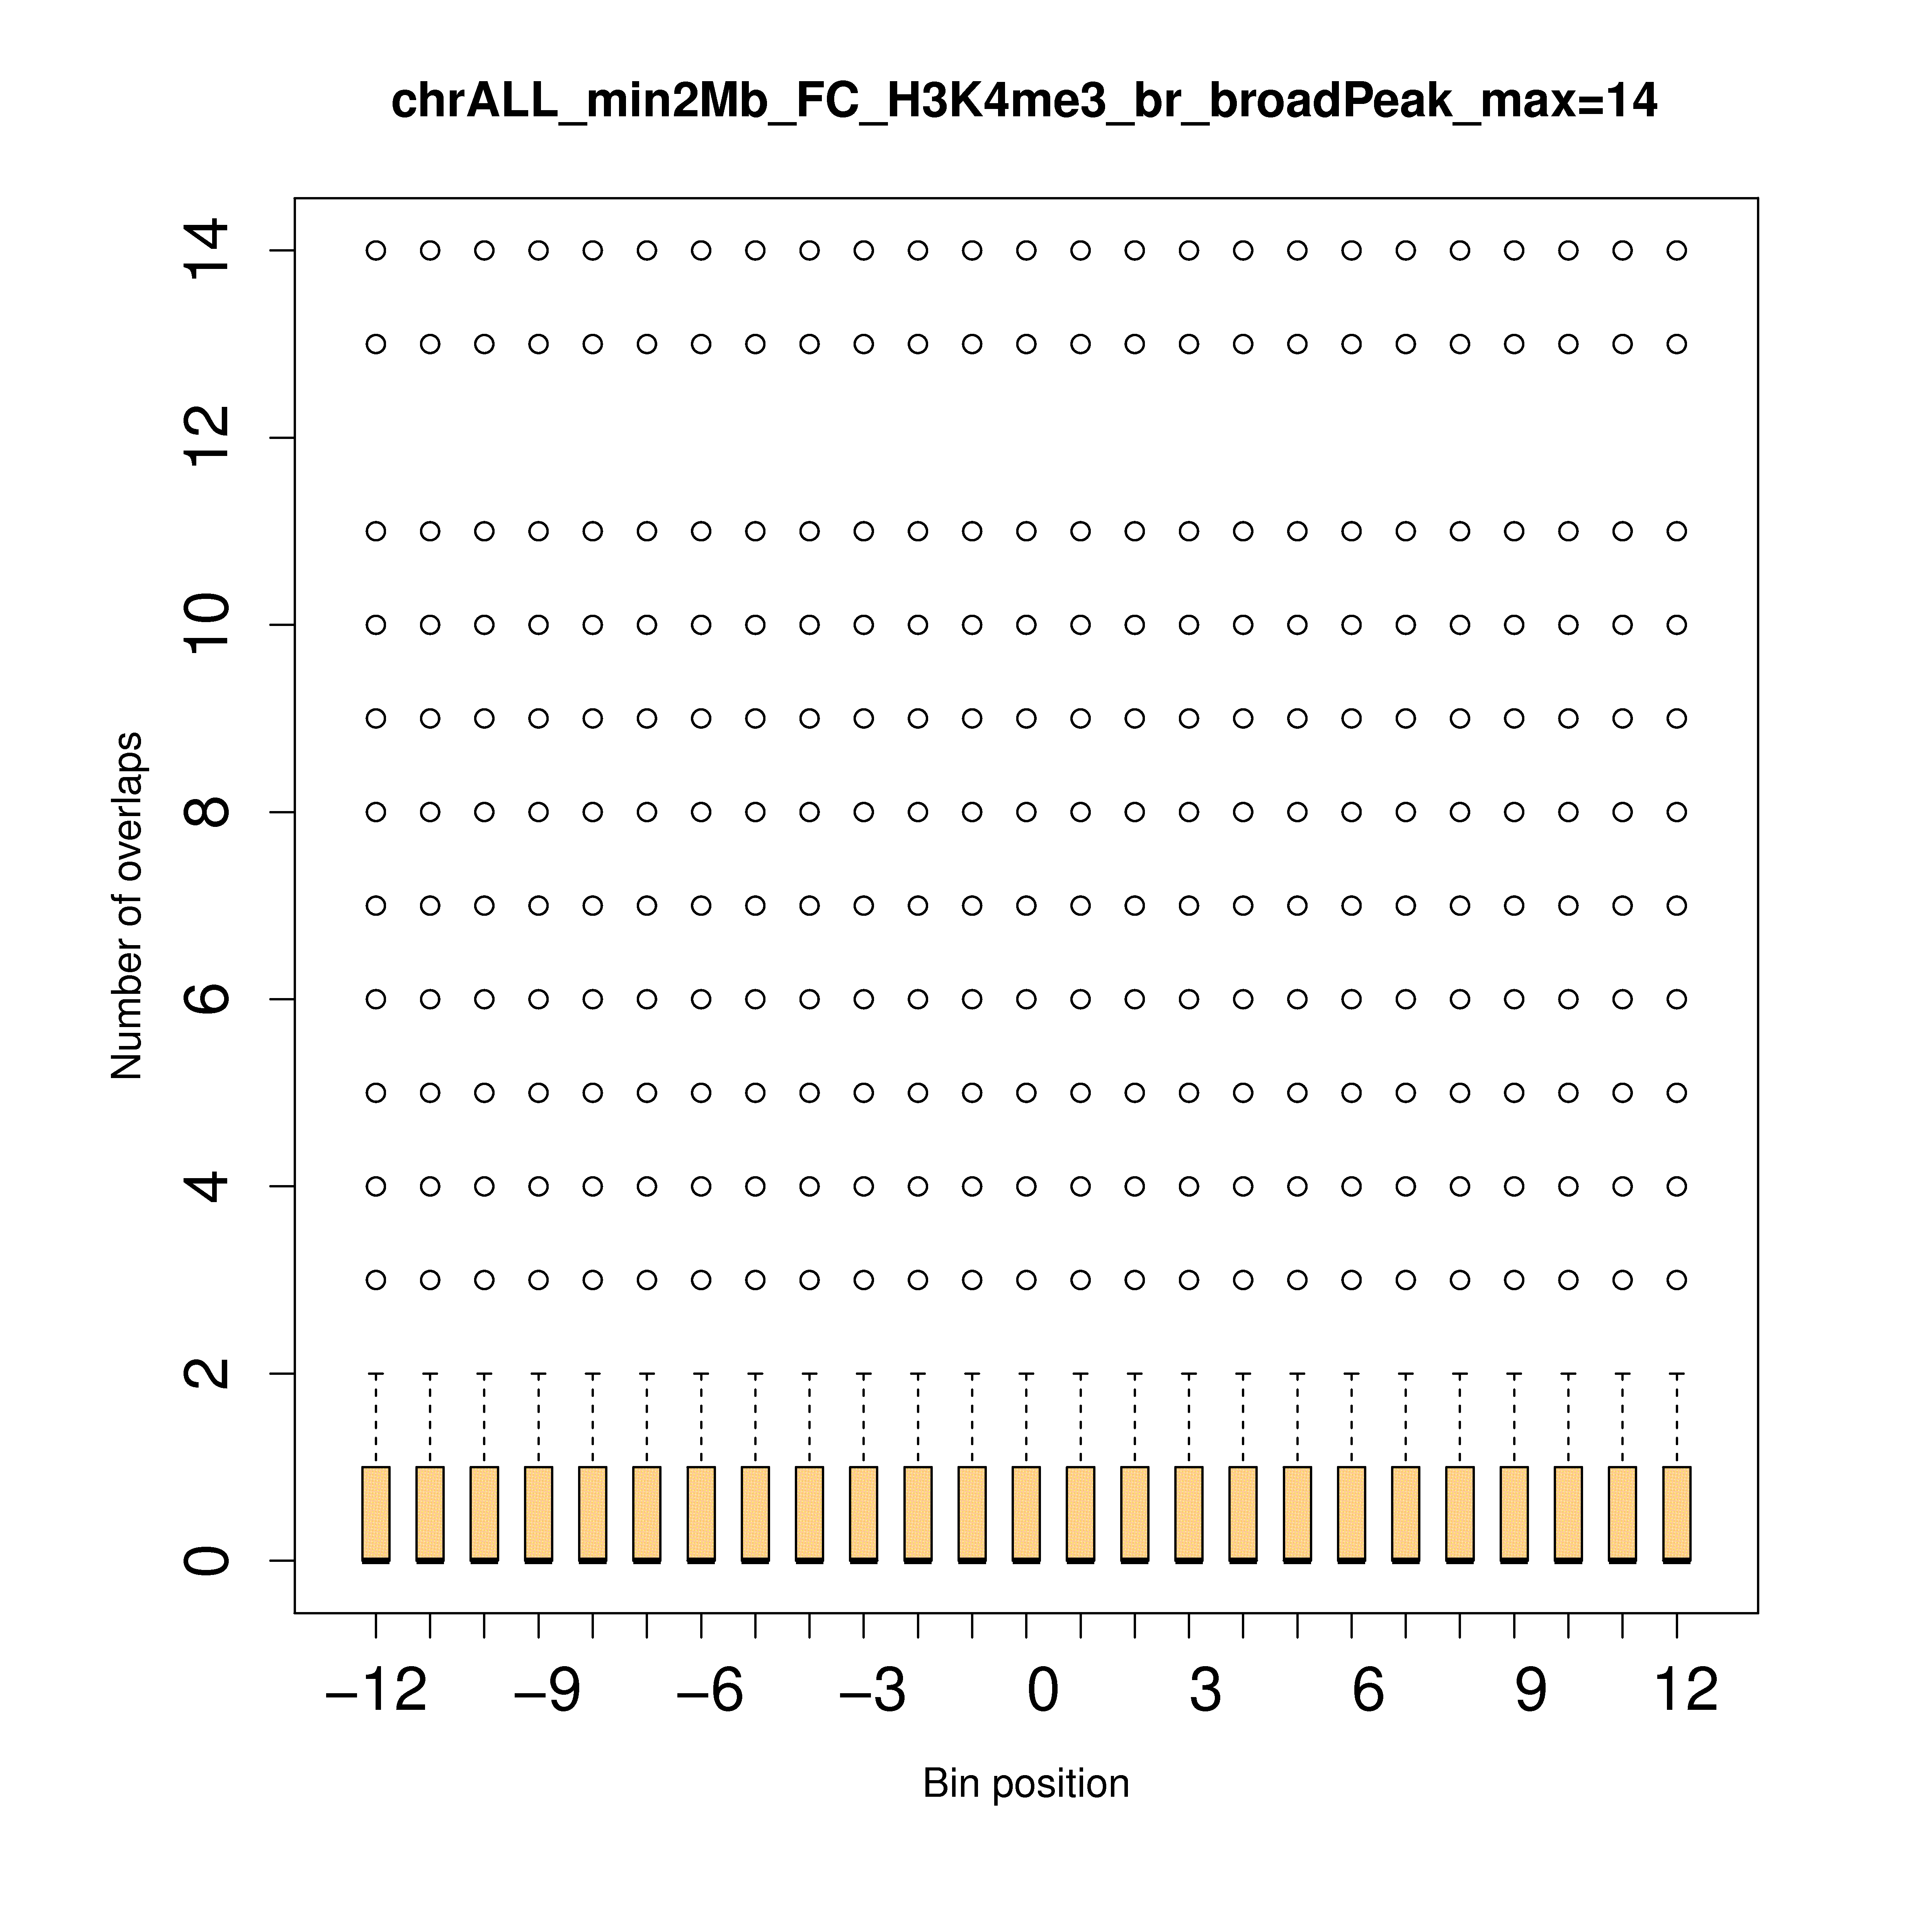 chrALL_min2Mb_FC_H3K4me3_br_broadPeak_max=14
14
12
10
8
6
4
2
0
Number of overlaps
−12 −9 −6 −3 0 3 6 9 12
Bin position